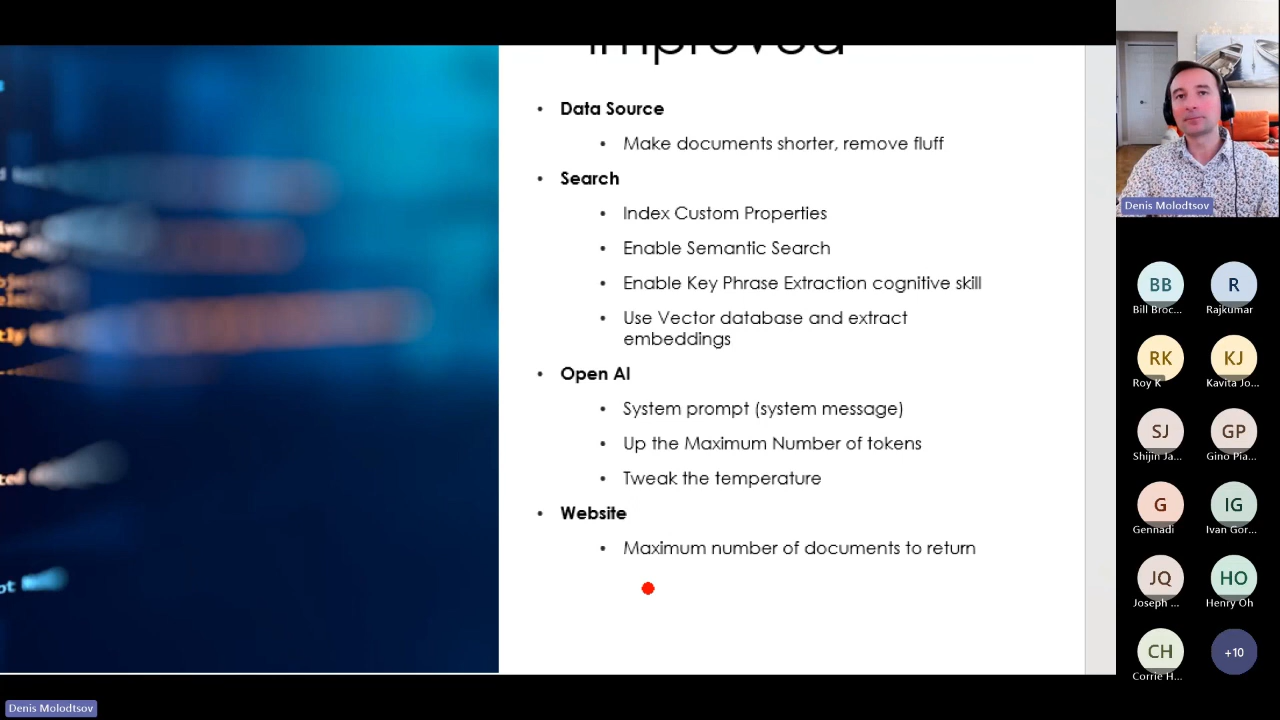 improved
• Data Source
• Make documents shorter, remove fluff
• Search
• Index Custom Properties
• Enable Semantic Search
• Enable Key Phrase Extraction cognitive skill
• Use Vector database and extract
embeddings
• Open AI
• System prompt (system message)
• Up the Maximum Number of tokens
• Tweak the temperature
• Website
• Maximum number of documents to return
Denis Molodtsov
BB
Bill Broc...
R
Rajkumar
RK
Roy K
KJ
Kavita Jo...
SJ
Shijin Ja...
GP
Gino Pla...
G
Gennadi
IG
Ivan Gor...
JQ
Joseph ...
HO
Henry Oh
CH
Corrie H...
+10
Denis Molodtsov